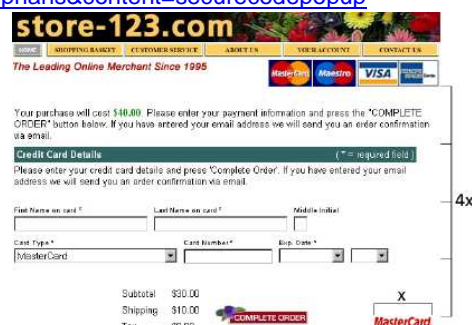 phans&content=securecodepopup
store-123.com
HOME SHOPPING BASKET CUSTOMER SERVICE ABOUT US YOUR ACCOUNT CONTACT US
The Leading Online Merchant Since 1995
MasterCard Maestro VISA
Your purchase will cost $40.00. Please enter your payment information and press the "COMPLETE
ORDER" button below. If you have entered your email address we will send you an order confirmation
via email.
Credit Card Details ( * = required field )
Please enter your credit card details and press 'Complete Order'. If you have entered your email
address we will send you an order confirmation via email.
First Name on card * Last Name on card * Middle Initial
Card Type * Card Number * Exp. Date *
MasterCard
4x
Subtotal $30.00
x
Shipping $10.00
COMPLETE ORDER
MasterCard